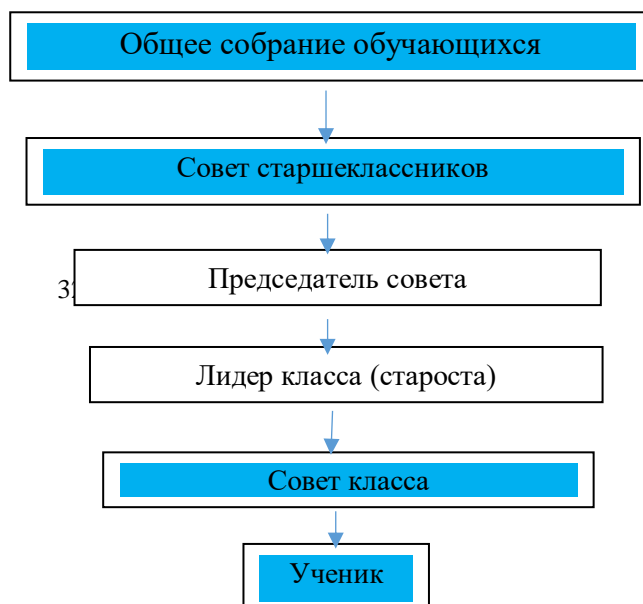 Общее собрание обучающихся
Совет старшеклассников
Председатель совета
Лидер класса (староста)
Совет класса
Ученик